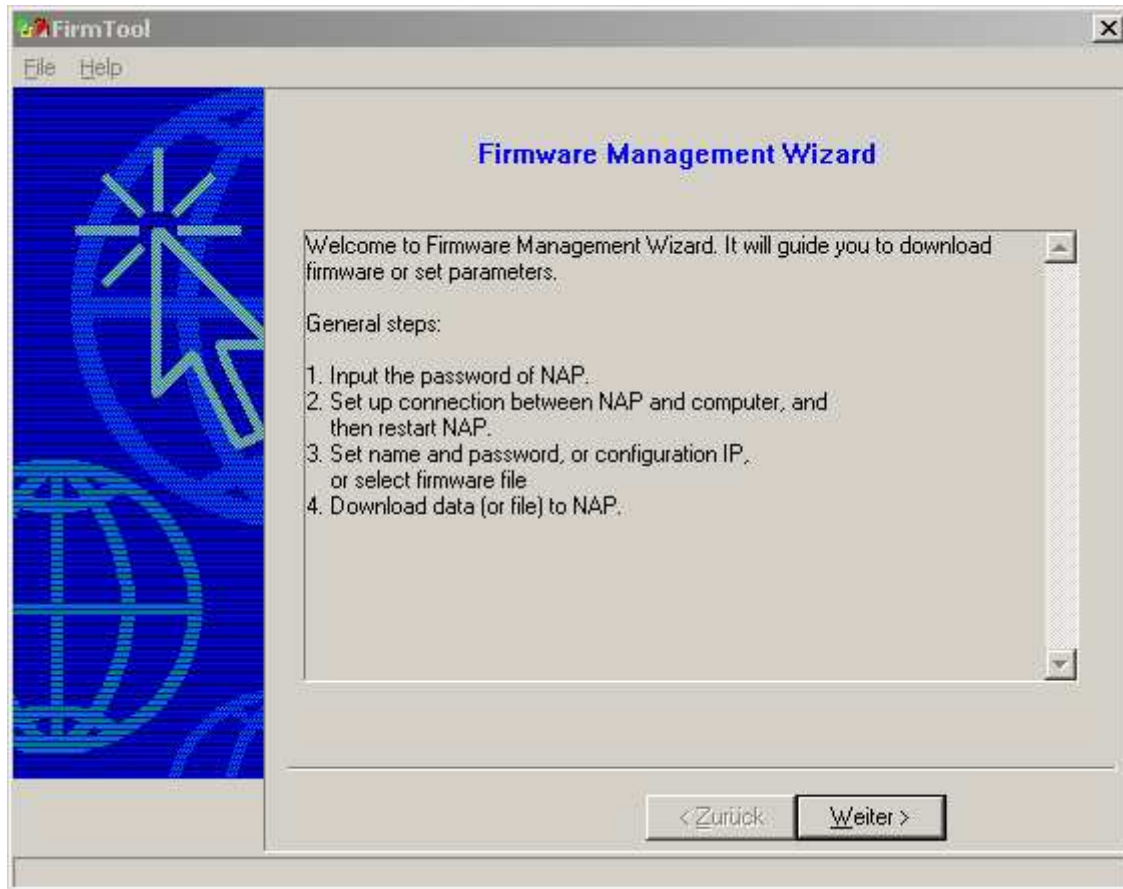 FirmTool
File Help
Firmware Management Wizard
Welcome to Firmware Management Wizard. It will guide you to download
firmware or set parameters.
General steps:
1. Input the password of NAP.
2. Set up connection between NAP and computer, and
then restart NAP.
3. Set name and password, or configuration IP,
or select firmware file
4. Download data (or file) to NAP.
< Zurück Weiter >